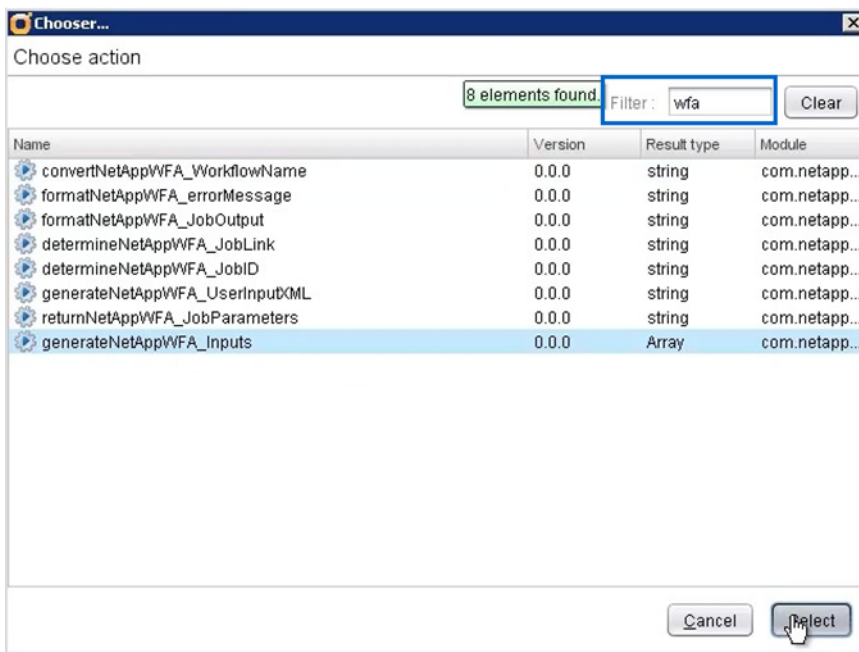 Chooser...
Choose action
8 elements found. Filter : wfa Clear
Name Version Result type Module
convertNetAppWFA_WorkflowName 0.0.0 string com.netapp...
formatNetAppWFA_errorMessage 0.0.0 string com.netapp...
formatNetAppWFA_JobOutput 0.0.0 string com.netapp...
determineNetAppWFA_JobLink 0.0.0 string com.netapp...
determineNetAppWFA_JobID 0.0.0 string com.netapp...
generateNetAppWFA_UserInputXML 0.0.0 string com.netapp...
returnNetAppWFA_JobParameters 0.0.0 string com.netapp...
generateNetAppWFA_Inputs 0.0.0 Array com.netapp...
Cancel Select